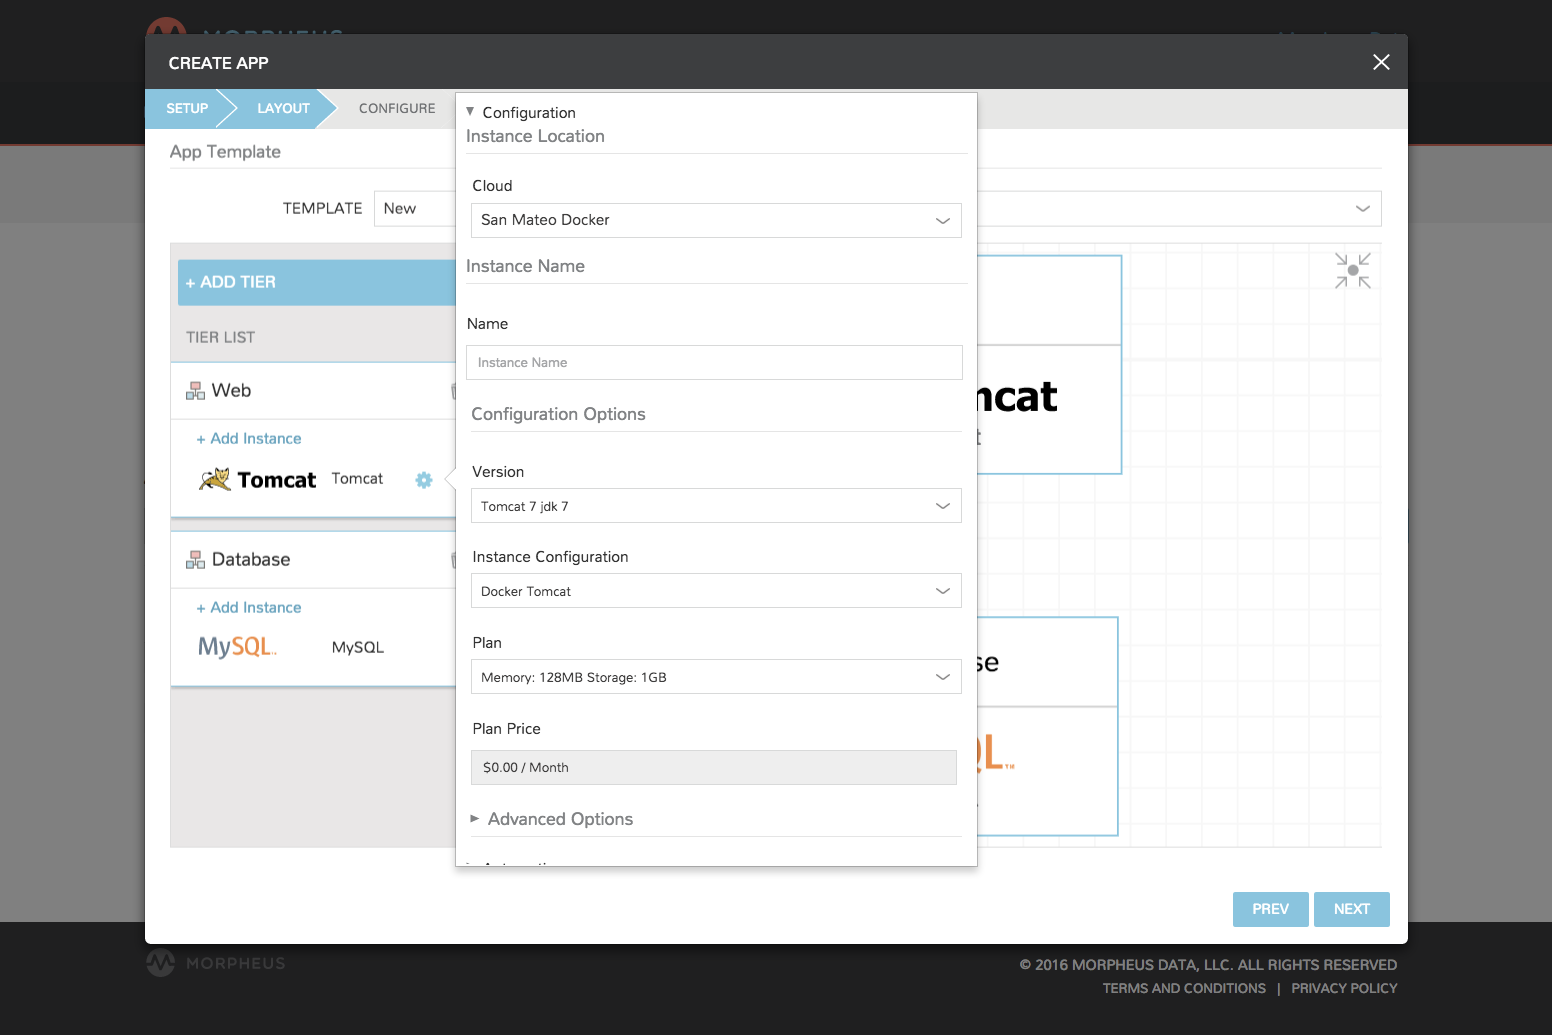 MORPHEUS
CREATE APP
SETUP
LAYOUT
CONFIGURE
App Template
TEMPLATE
New
+ ADD TIER
TIER LIST
Web
+ Add Instance
Tomcat
Tomcat
Database
+ Add Instance
MySQL
MySQL
Configuration
Instance Location
Cloud
San Mateo Docker
Instance Name
Name
Instance Name
Configuration Options
Version
Tomcat 7 jdk 7
Instance Configuration
Docker Tomcat
Plan
Memory: 128MB Storage: 1GB
Plan Price
$0.00 / Month
Advanced Options
PREV
NEXT
MORPHEUS
© 2016 MORPHEUS DATA, LLC. ALL RIGHTS RESERVED
TERMS AND CONDITIONS | PRIVACY POLICY